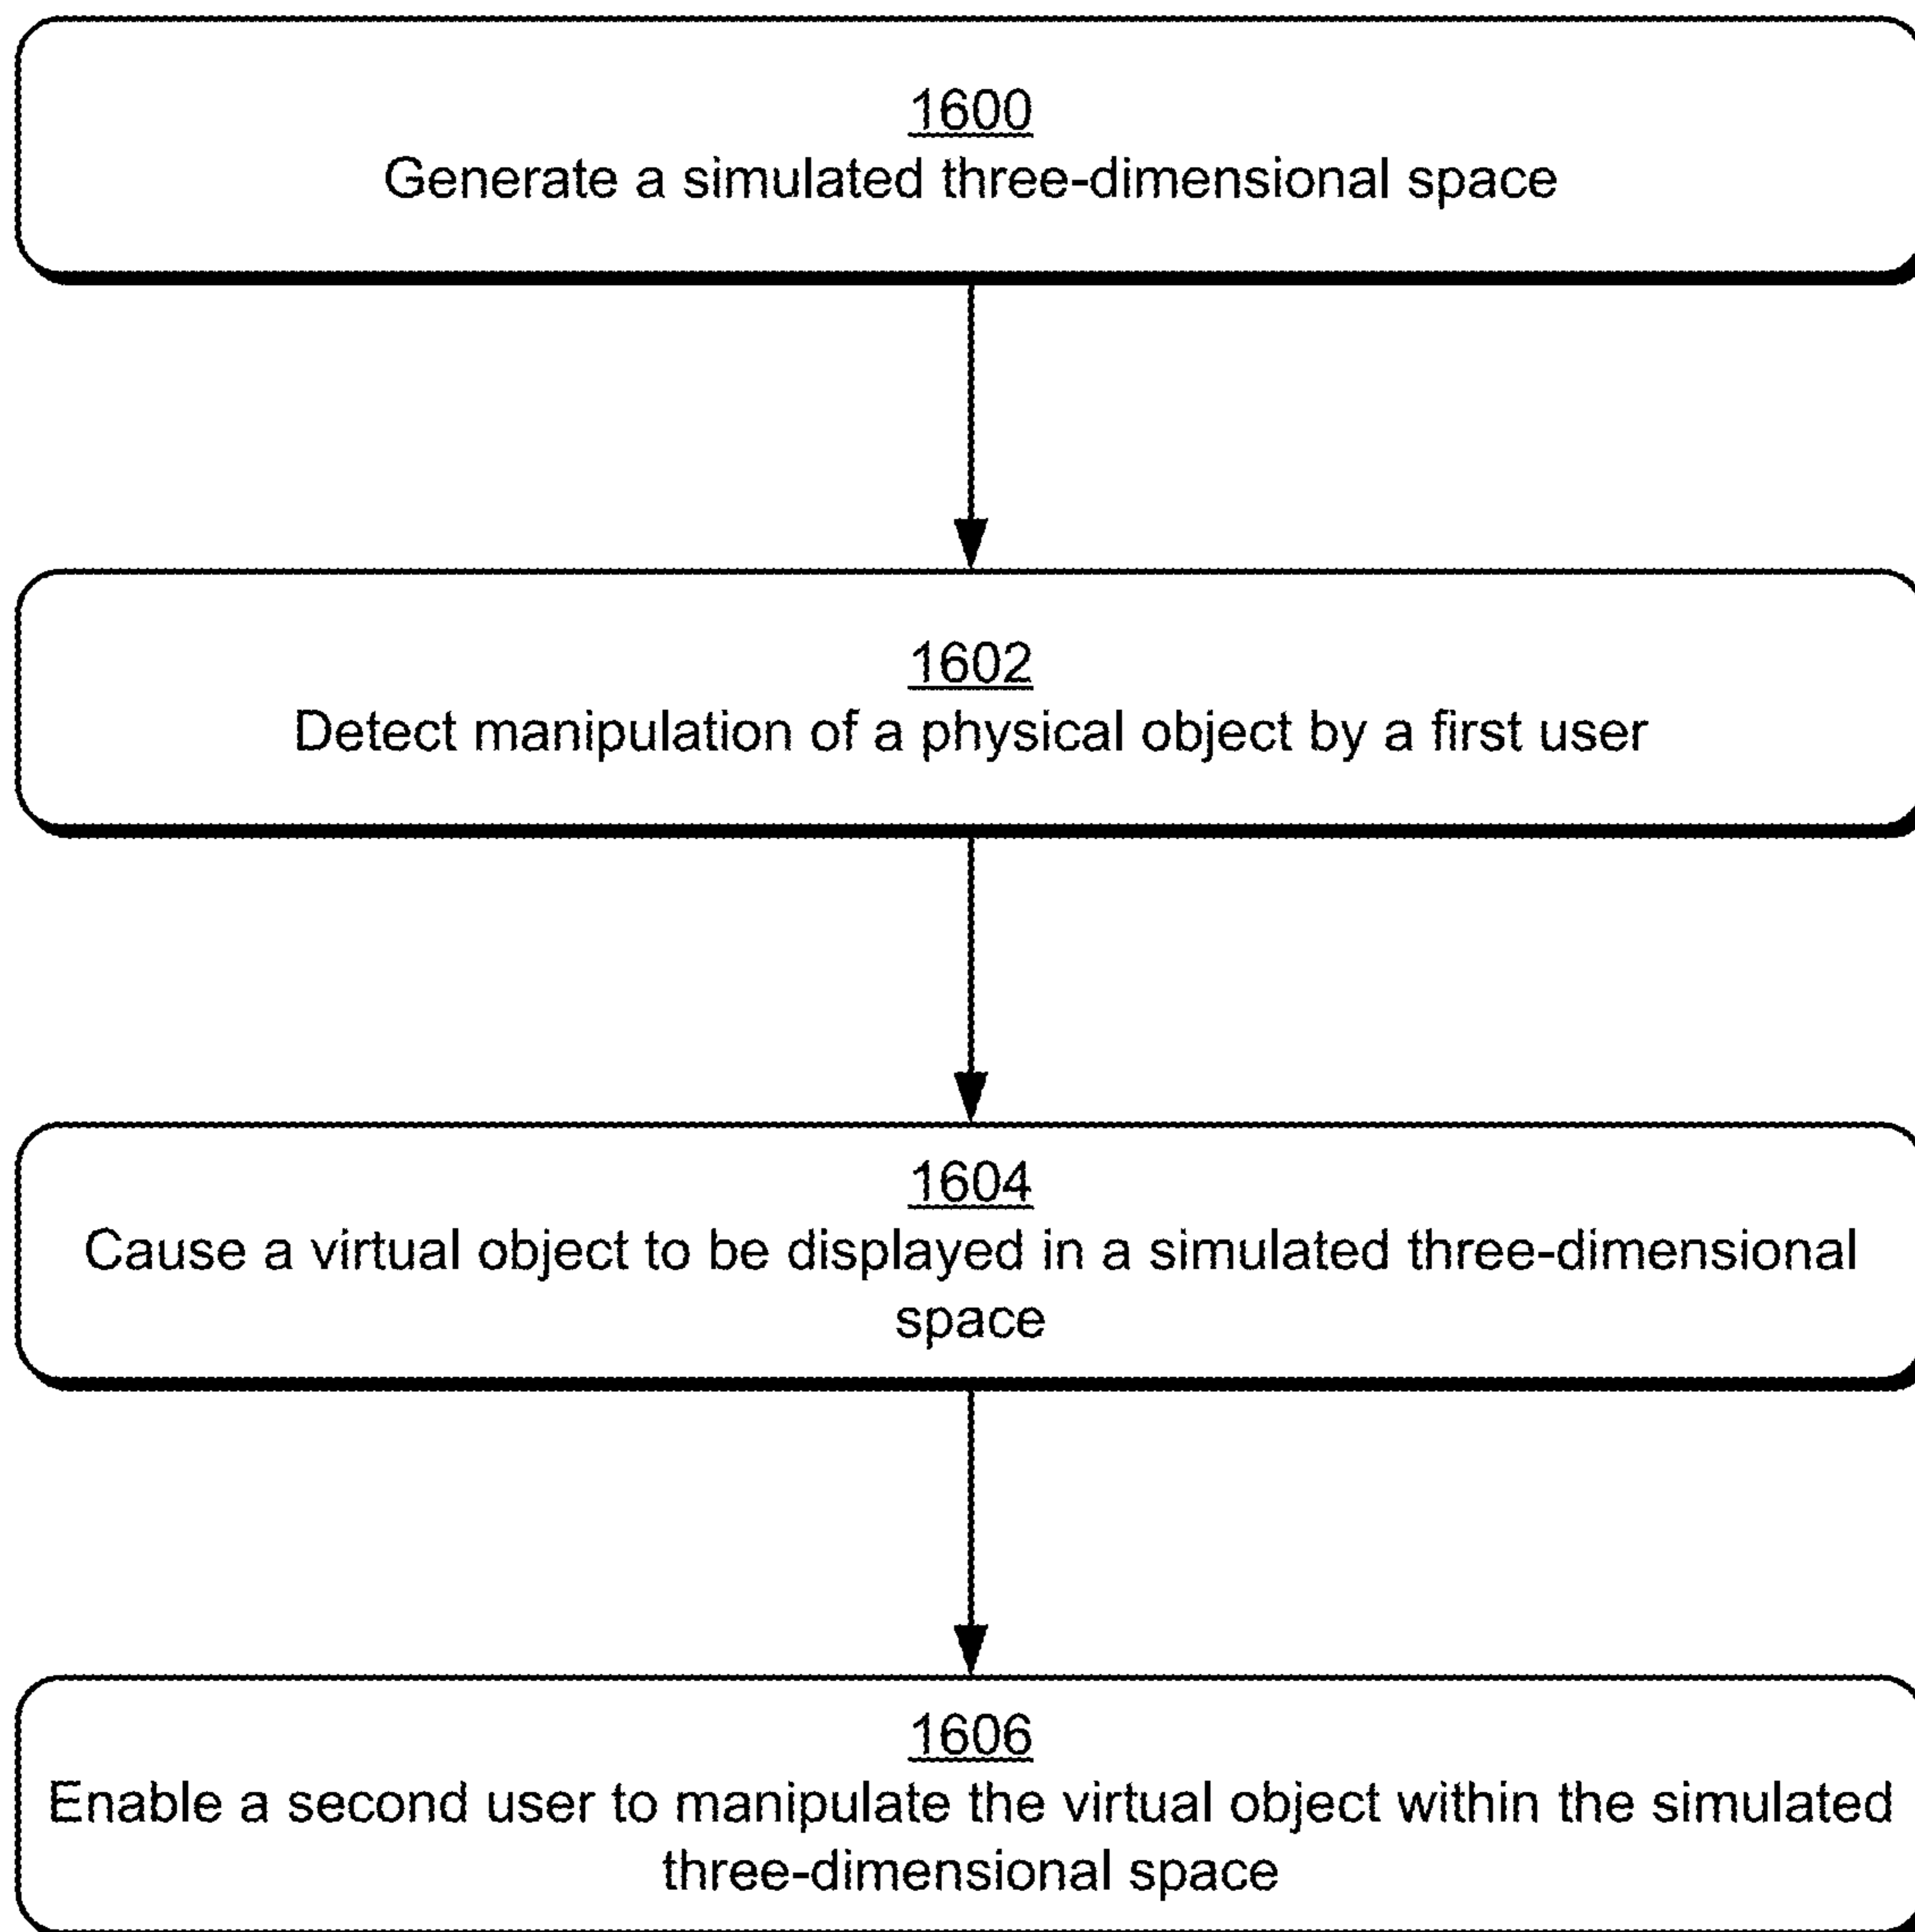 1600
Generate a simulated three-dimensional space
1602
Detect manipulation of a physical object by a first user
1604
Cause a virtual object to be displayed in a simulated three-dimensional
space
1606
Enable a second user to manipulate the virtual object within the simulated
three-dimensional space